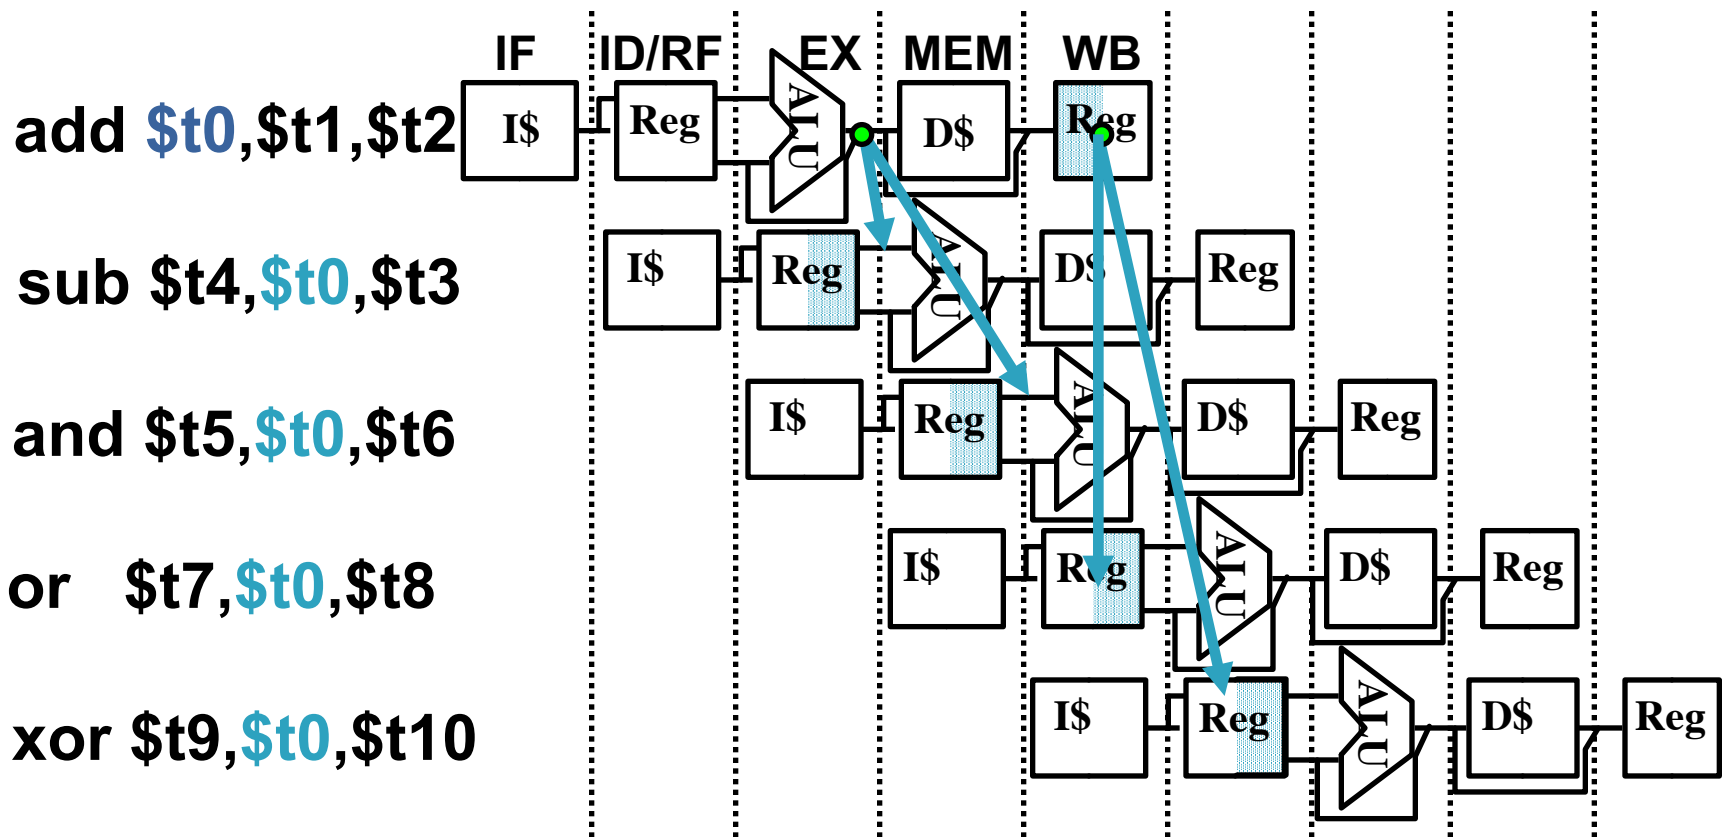 IF ID/RF EX MEM WB
add $t0,$t1,$t2 I$ Reg ALU D$ Reg
sub $t4,$t0,$t3 I$ Reg ALU D$ Reg
and $t5,$t0,$t6 I$ Reg ALU D$ Reg
or $t7,$t0,$t8 I$ Reg ALU D$ Reg
xor $t9,$t0,$t10 I$ Reg ALU D$ Reg